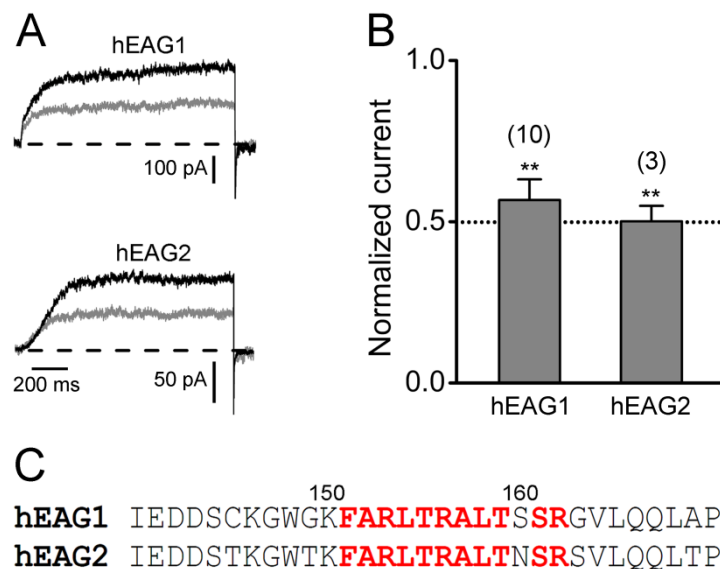 A
hEAG1
100 pA
hEAG2
200 ms
50 pA
B
Normalized current
1.0
0.5
0.0
(10)
**
(3)
**
hEAG1 hEAG2
C
150 160
hEAG1 IEDDSCKGWGKFARLTRALTSSRGVLQQLAP
hEAG2 IEDDSTKGWTKFARLTRALTNSRSVLQQLTP